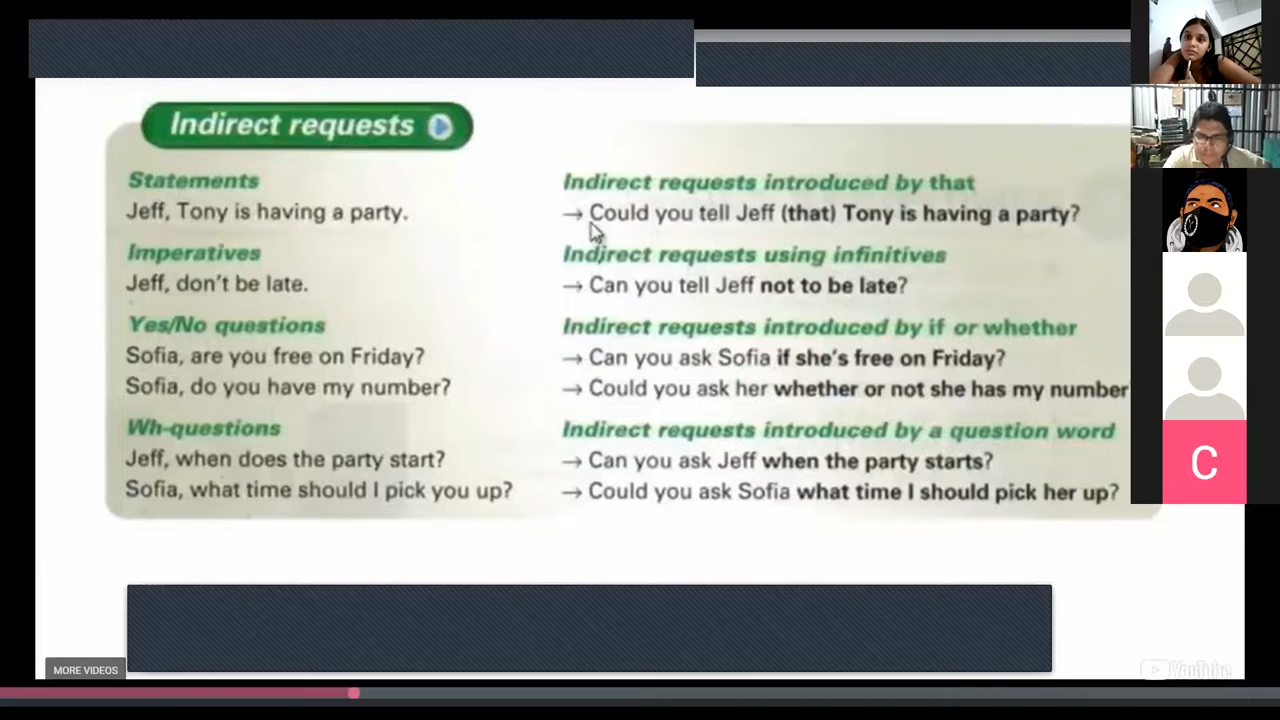 Indirect requests
Statements
Jeff, Tony is having a party.
Indirect requests introduced by that
→ Could you tell Jeff (that) Tony is having a party?
Imperatives
Jeff, don't be late.
Indirect requests using infinitives
→ Can you tell Jeff not to be late?
Yes/No questions
Sofia, are you free on Friday?
Sofia, do you have my number?
Indirect requests introduced by if or whether
→ Can you ask Sofia if she's free on Friday?
→ Could you ask her whether or not she has my number
Wh-questions
Jeff, when does the party start?
Sofia, what time should I pick you up?
Indirect requests introduced by a question word
→ Can you ask Jeff when the party starts?
→ Could you ask Sofia what time I should pick her up?
C
MORE VIDEOS
YouTube